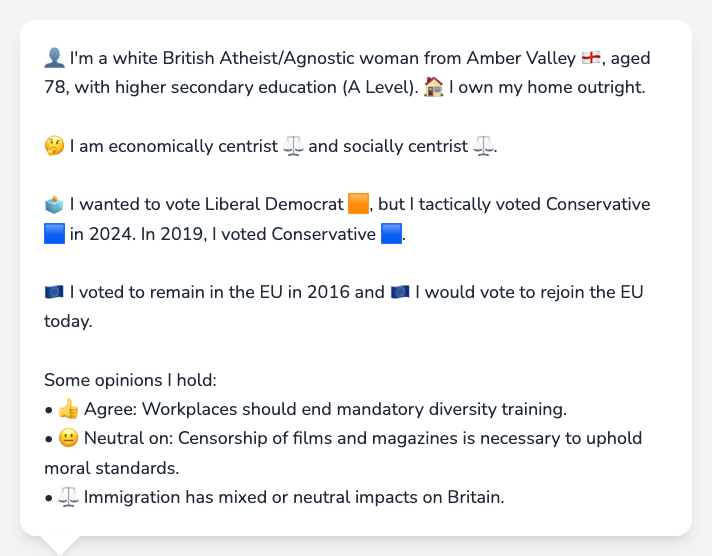 👤 I'm a white British Atheist/Agnostic woman from Amber Valley 🏴󠁧󠁢󠁥󠁮󠁧󠁿, aged
78, with higher secondary education (A Level). 🏠 I own my home outright.
🤔 I am economically centrist ⚖️ and socially centrist ⚖️.
🗳️ I wanted to vote Liberal Democrat 🟧, but I tactically voted Conservative
🟦 in 2024. In 2019, I voted Conservative 🟦.
🇪🇺 I voted to remain in the EU in 2016 and 🇪🇺 I would vote to rejoin the EU
today.
Some opinions I hold:
• 👍 Agree: Workplaces should end mandatory diversity training.
• 😐 Neutral on: Censorship of films and magazines is necessary to uphold
moral standards.
• ⚖️ Immigration has mixed or neutral impacts on Britain.